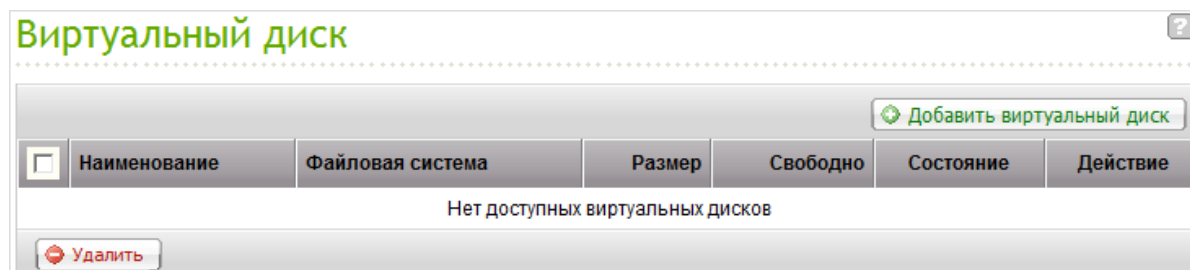 Виртуальный диск
?
Добавить виртуальный диск
Наименование Файловая система Размер Свободно Состояние Действие
Нет доступных виртуальных дисков
Удалить